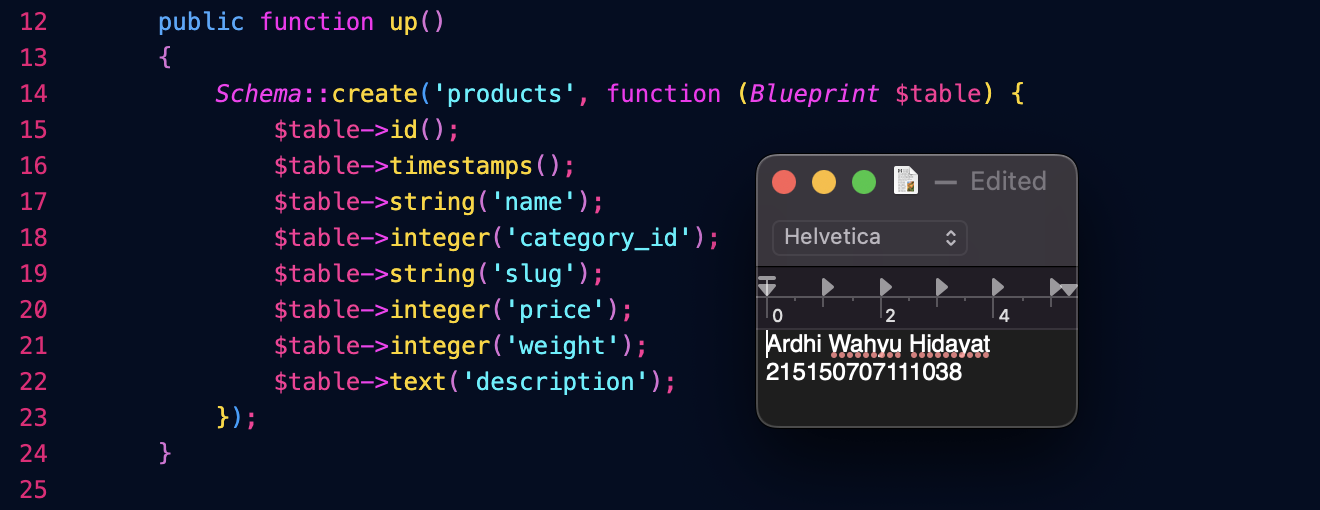 12 public function up()
13 {
14 Schema::create('products', function (Blueprint $table) {
15 $table->id();
16 $table->timestamps();
17 $table->string('name');
18 $table->integer('category_id');
19 $table->string('slug');
20 $table->integer('price');
21 $table->integer('weight');
22 $table->text('description');
23 });
24 }
25
— Edited
Helvetica
0 2 4
Ardhi Wahyu Hidayat
215150707111038